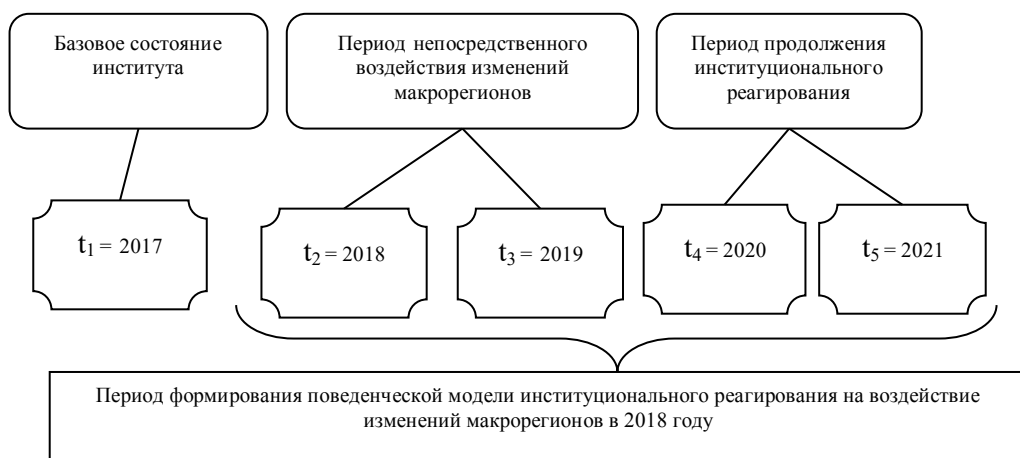 Базовое состояние
института
Период непосредственного
воздействия изменений
макрорегионов
Период продолжения
институционального
реагирования
t₁ = 2017
t₂ = 2018
t₃ = 2019
t₄ = 2020
t₅ = 2021
Период формирования поведенческой модели институционального реагирования на воздействие
изменений макрорегионов в 2018 году